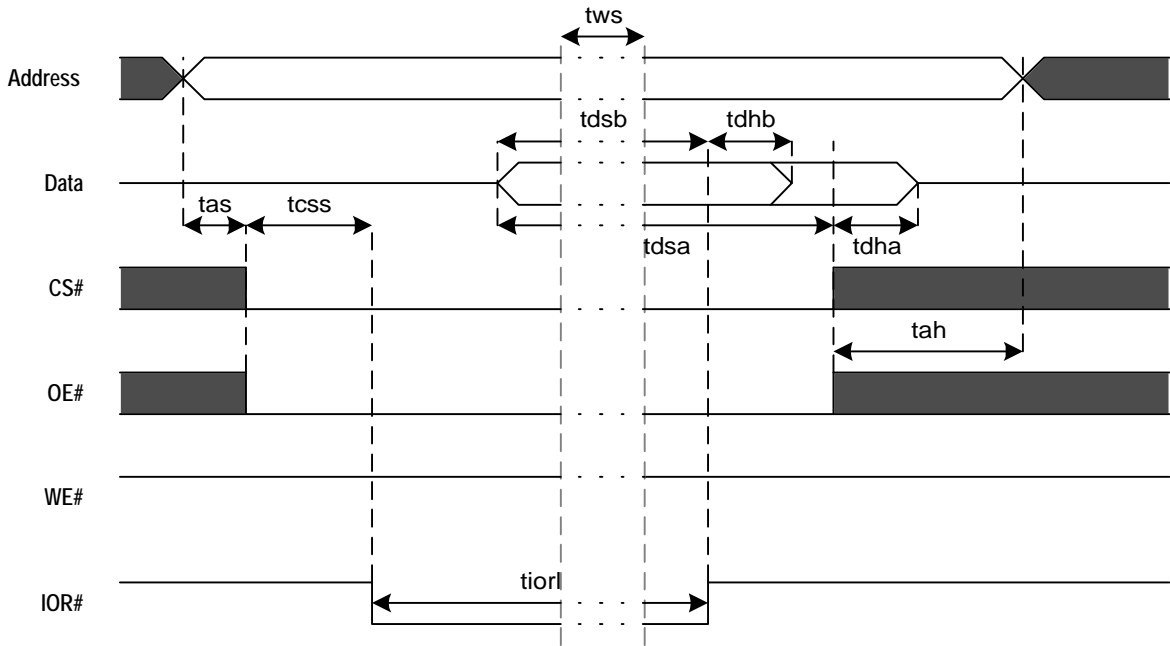 tws
Address
tdsb
tdhb
Data
tas
tcss
tdsa
tdha
CS#
tah
OE#
WE#
tiorl
IOR#